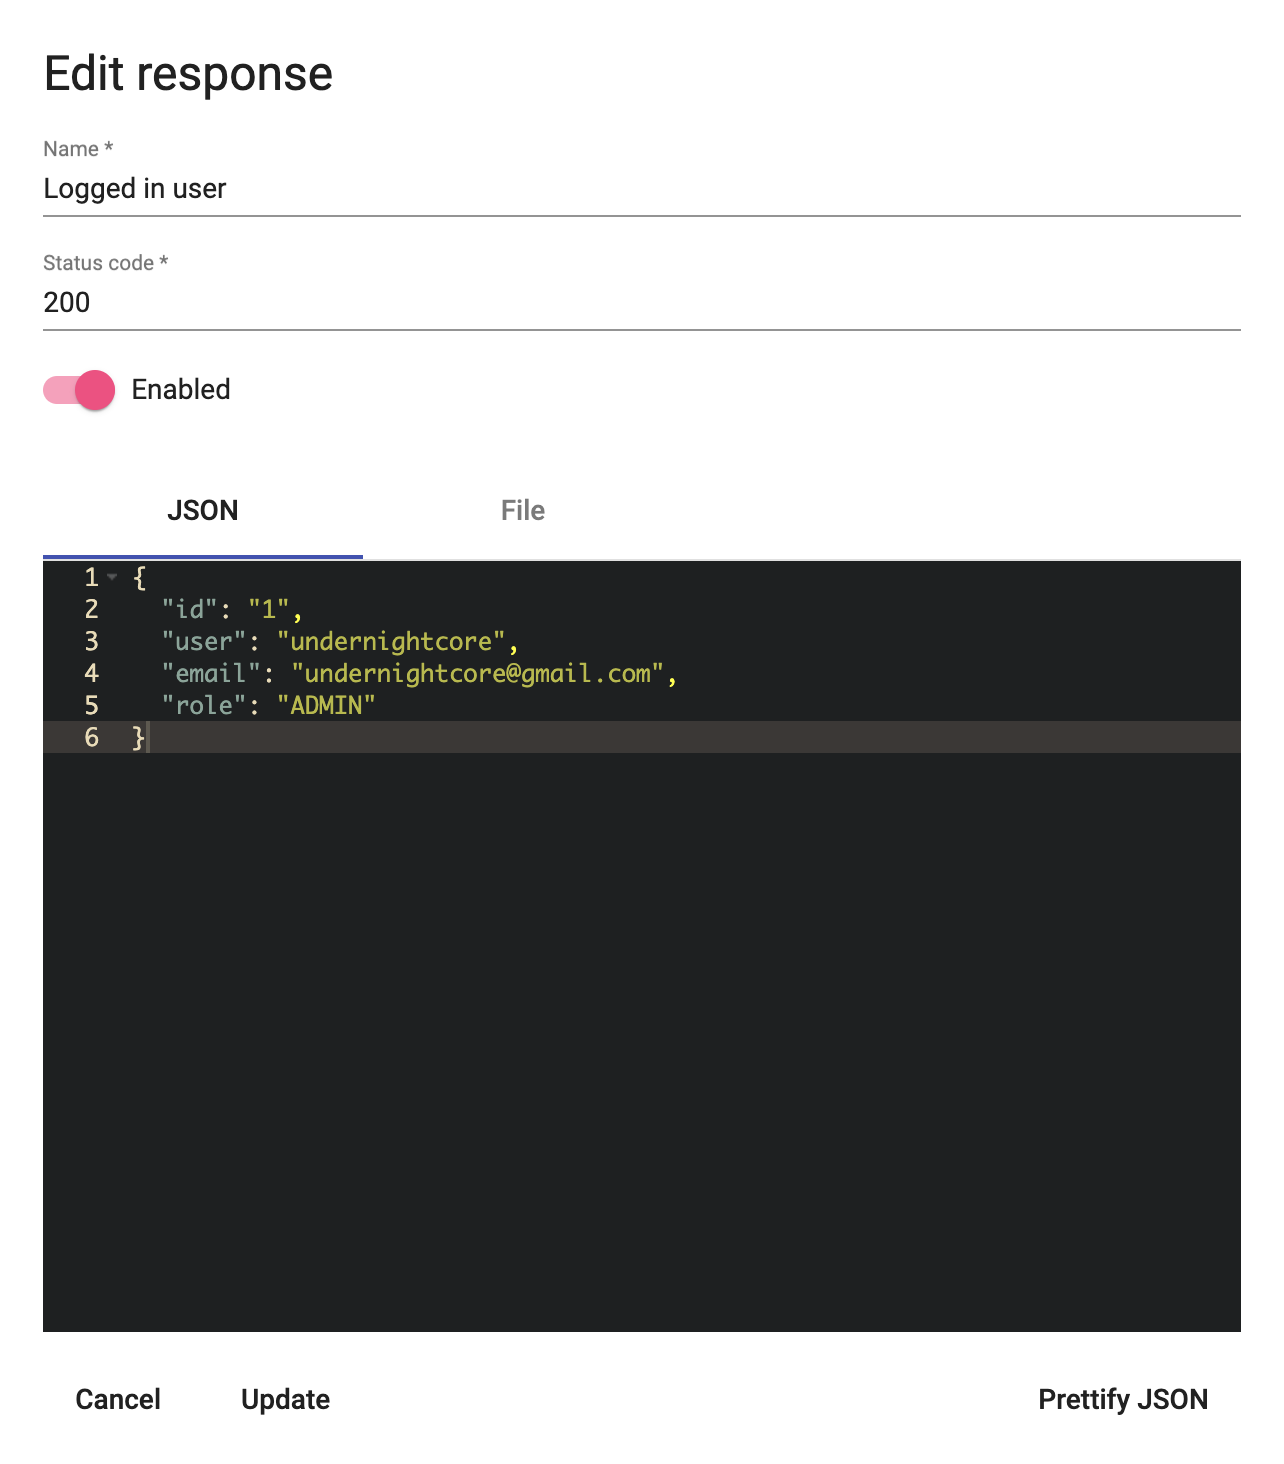 Edit response
Name *
Logged in user
Status code *
200
Enabled
JSON File
1 {
2 "id": "1",
3 "user": "undernightcore",
4 "email": "undernightcore@gmail.com",
5 "role": "ADMIN"
6 }
Cancel Update Prettify JSON